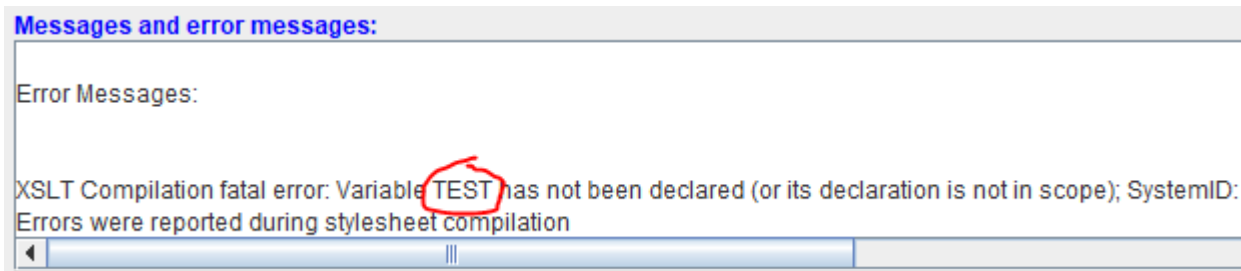 Messages and error messages:
Error Messages:
XSLT Compilation fatal error: Variable TEST has not been declared (or its declaration is not in scope); SystemID:
Errors were reported during stylesheet compilation